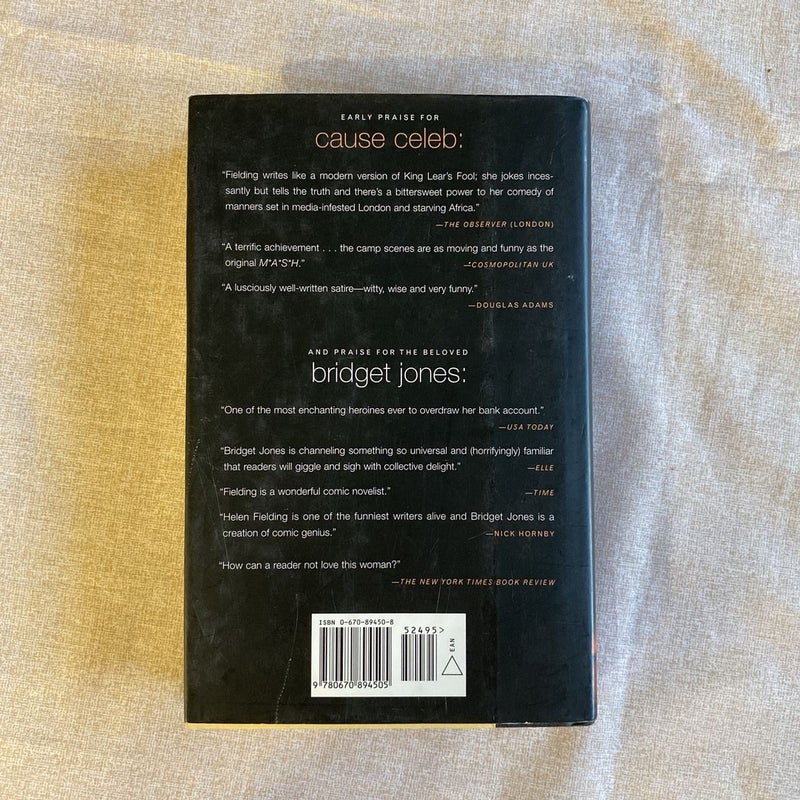 EARLY PRAISE FOR
cause celeb:
"Fielding writes like a modern version of King Lear's Fool; she jokes inces-
santly but tells the truth and there's a bittersweet power to her comedy of
manners set in media-infested London and starving Africa."
—THE OBSERVER (LONDON)
"A terrific achievement . . . the camp scenes are as moving and funny as the
original M*A*S*H." —COSMOPOLITAN UK
"A lusciously well-written satire—witty, wise and very funny."
—DOUGLAS ADAMS
AND PRAISE FOR THE BELOVED
bridget jones:
"One of the most enchanting heroines ever to overdraw her bank account."
—USA TODAY
"Bridget Jones is channeling something so universal and (horrifyingly) familiar
that readers will giggle and sigh with collective delight." —ELLE
"Fielding is a wonderful comic novelist." —TIME
"Helen Fielding is one of the funniest writers alive and Bridget Jones is a
creation of comic genius." —NICK HORNBY
"How can a reader not love this woman?"
—THE NEW YORK TIMES BOOK REVIEW
ISBN 0-670-89450-8
52495>
EAN
9 780670 894505